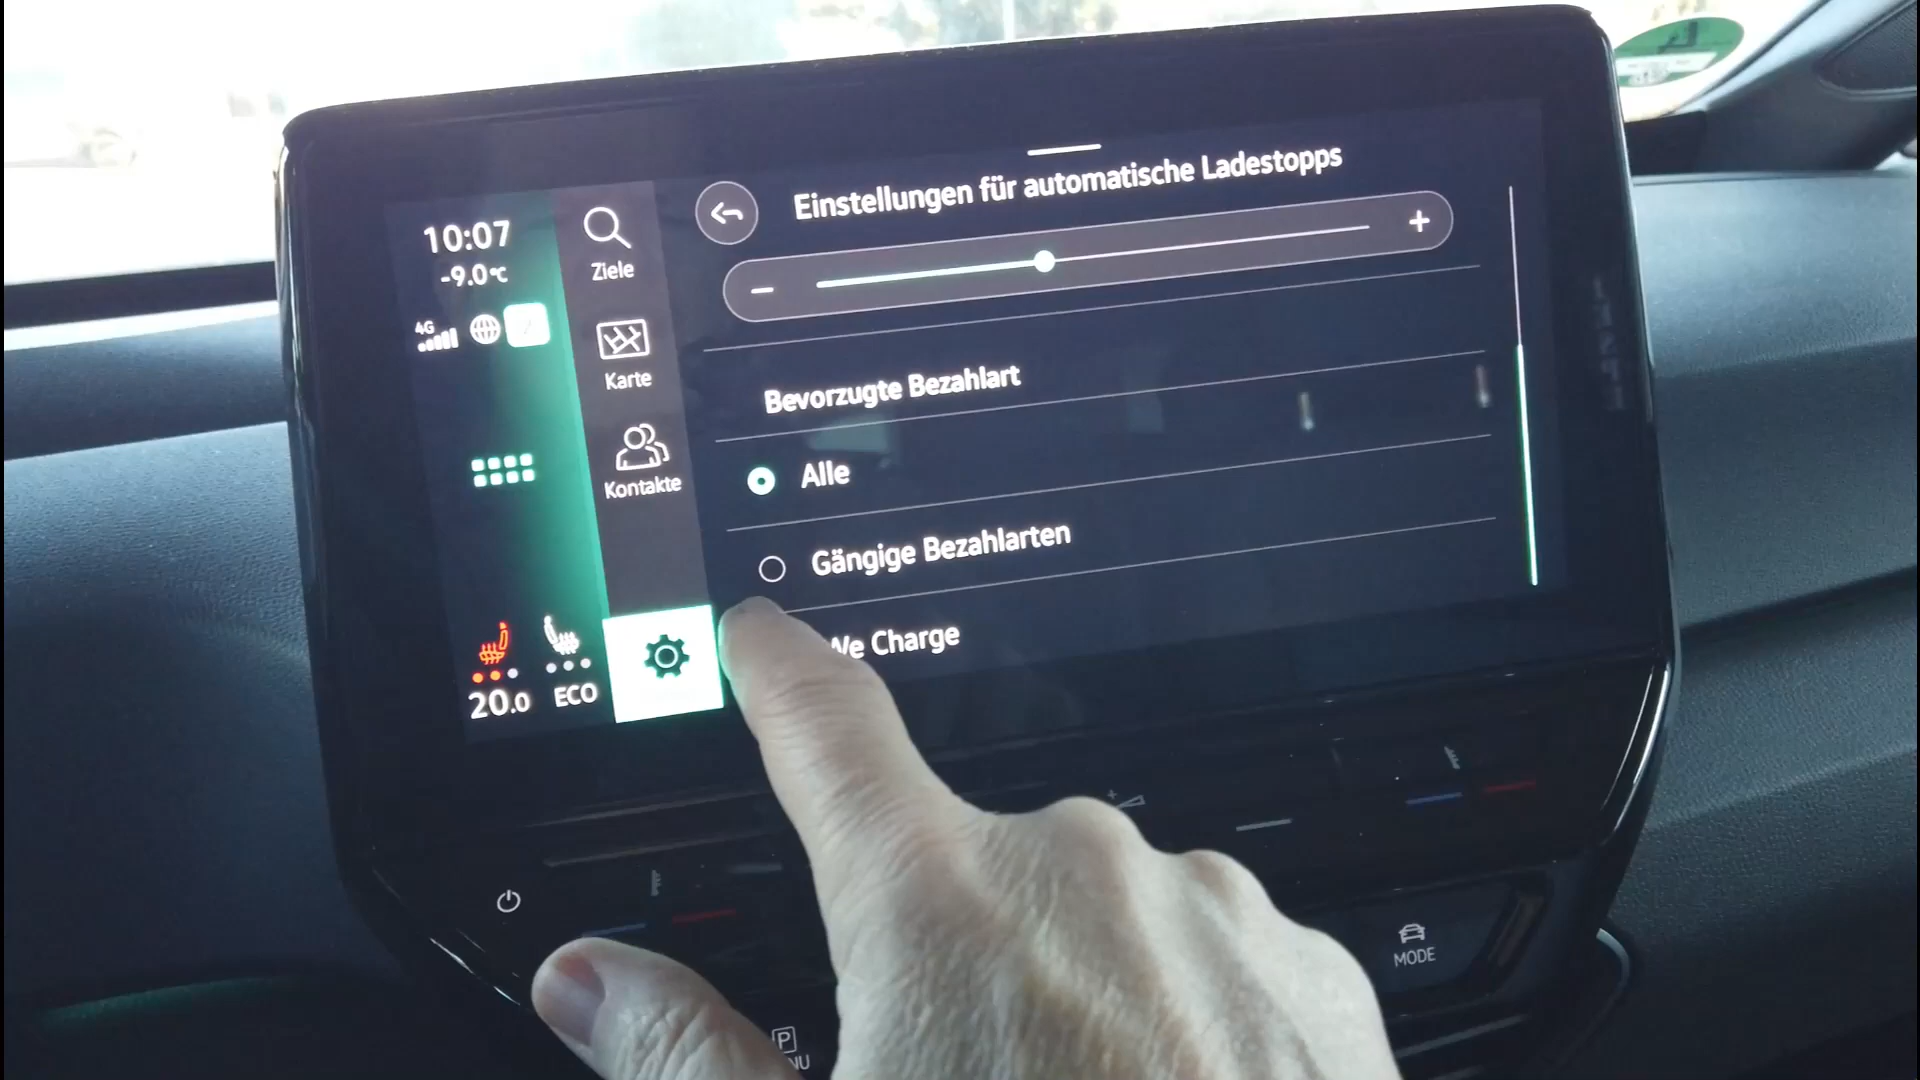 Einstellungen für automatische Ladestopps
10:07
-9.0°C
4G
Ziele
Karte
Kontakte
Bevorzugte Bezahlart
Alle
Gängige Bezahlarten
We Charge
20.0
ECO
MODE
P